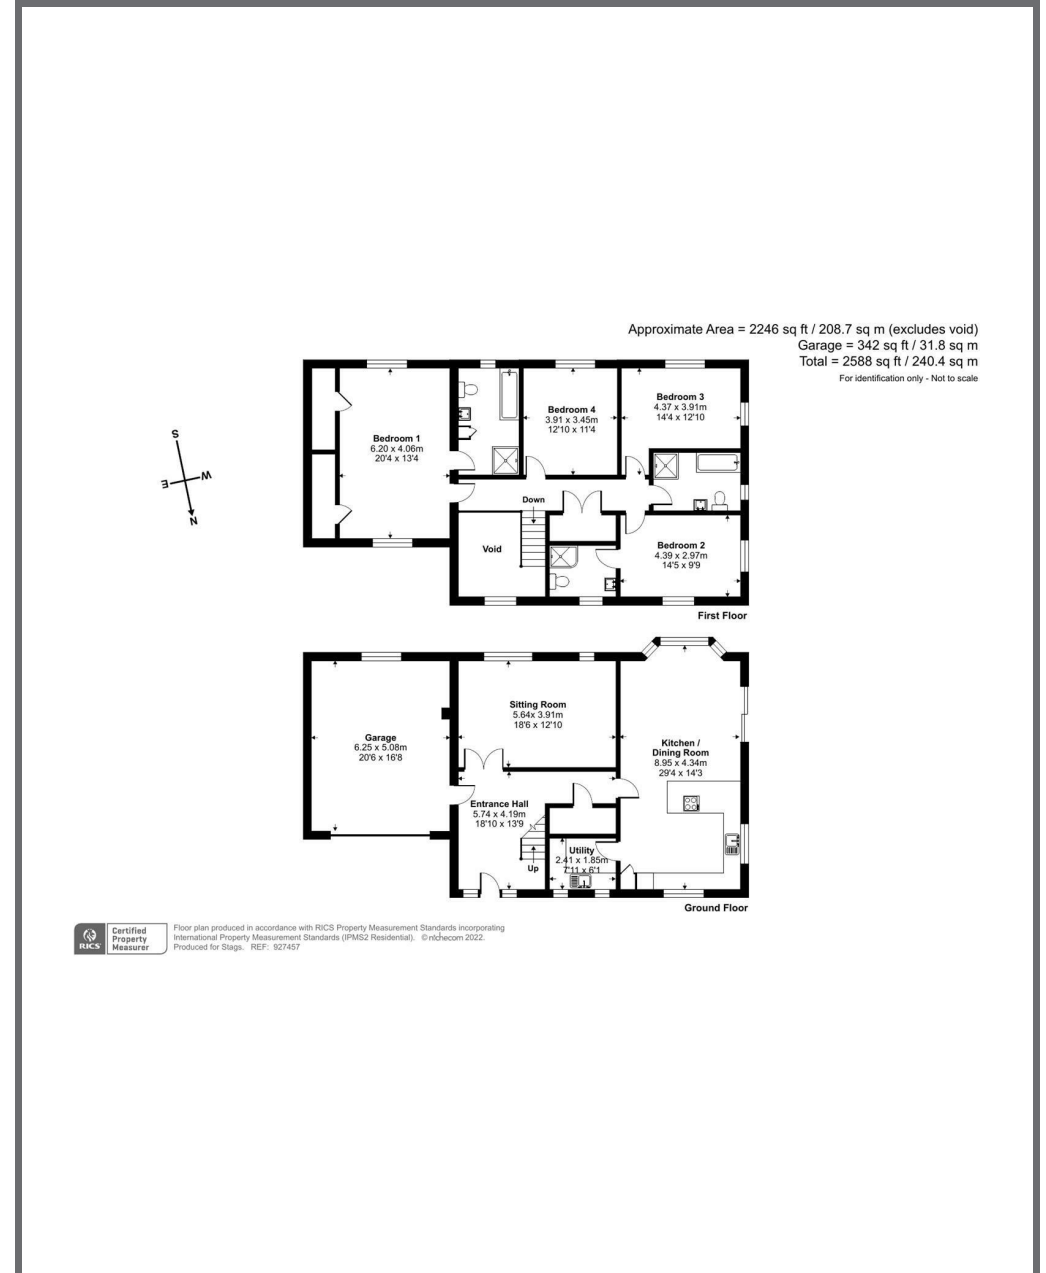 Approximate Area = 2246 sq ft / 208.7 sq m (excludes void)
Garage = 342 sq ft / 31.8 sq m
Total = 2588 sq ft / 240.4 sq m
For identification only - Not to scale
S
W
E
N
Bedroom 1
6.20 x 4.06m
20'4 x 13'4
Bedroom 4
3.91 x 3.45m
12'10 x 11'4
Bedroom 3
4.37 x 3.91m
14'4 x 12'10
Down
Void
Bedroom 2
4.39 x 2.97m
14'5 x 9'9
First Floor
Garage
6.25 x 5.08m
20'6 x 16'8
Sitting Room
5.64x 3.91m
18'6 x 12'10
Kitchen /
Dining Room
8.95 x 4.34m
29'4 x 14'3
Entrance Hall
5.74 x 4.19m
18'10 x 13'9
Up
Utility
2.41 x 1.85m
7'11 x 6'1
Ground Floor
RICS
Certified
Property
Measurer
Floor plan produced in accordance with RICS Property Measurement Standards incorporating
International Property Measurement Standards (IPMS2 Residential). © nichecom 2022.
Produced for Stags. REF: 927457